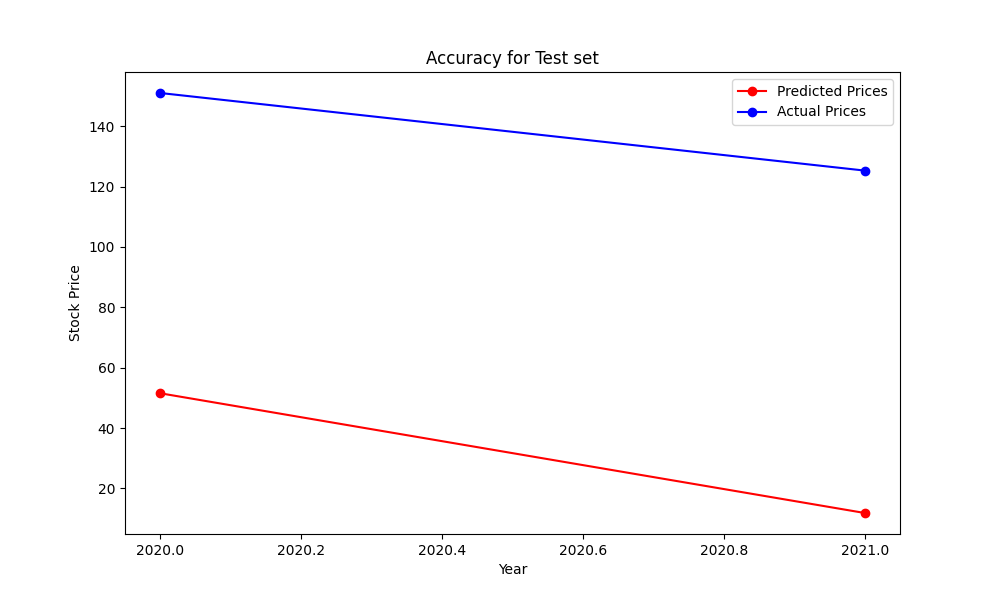 Accuracy for Test set
Predicted Prices
Actual Prices
140
120
100
80
60
40
20
Stock Price
2020.0 2020.2 2020.4 2020.6 2020.8 2021.0
Year